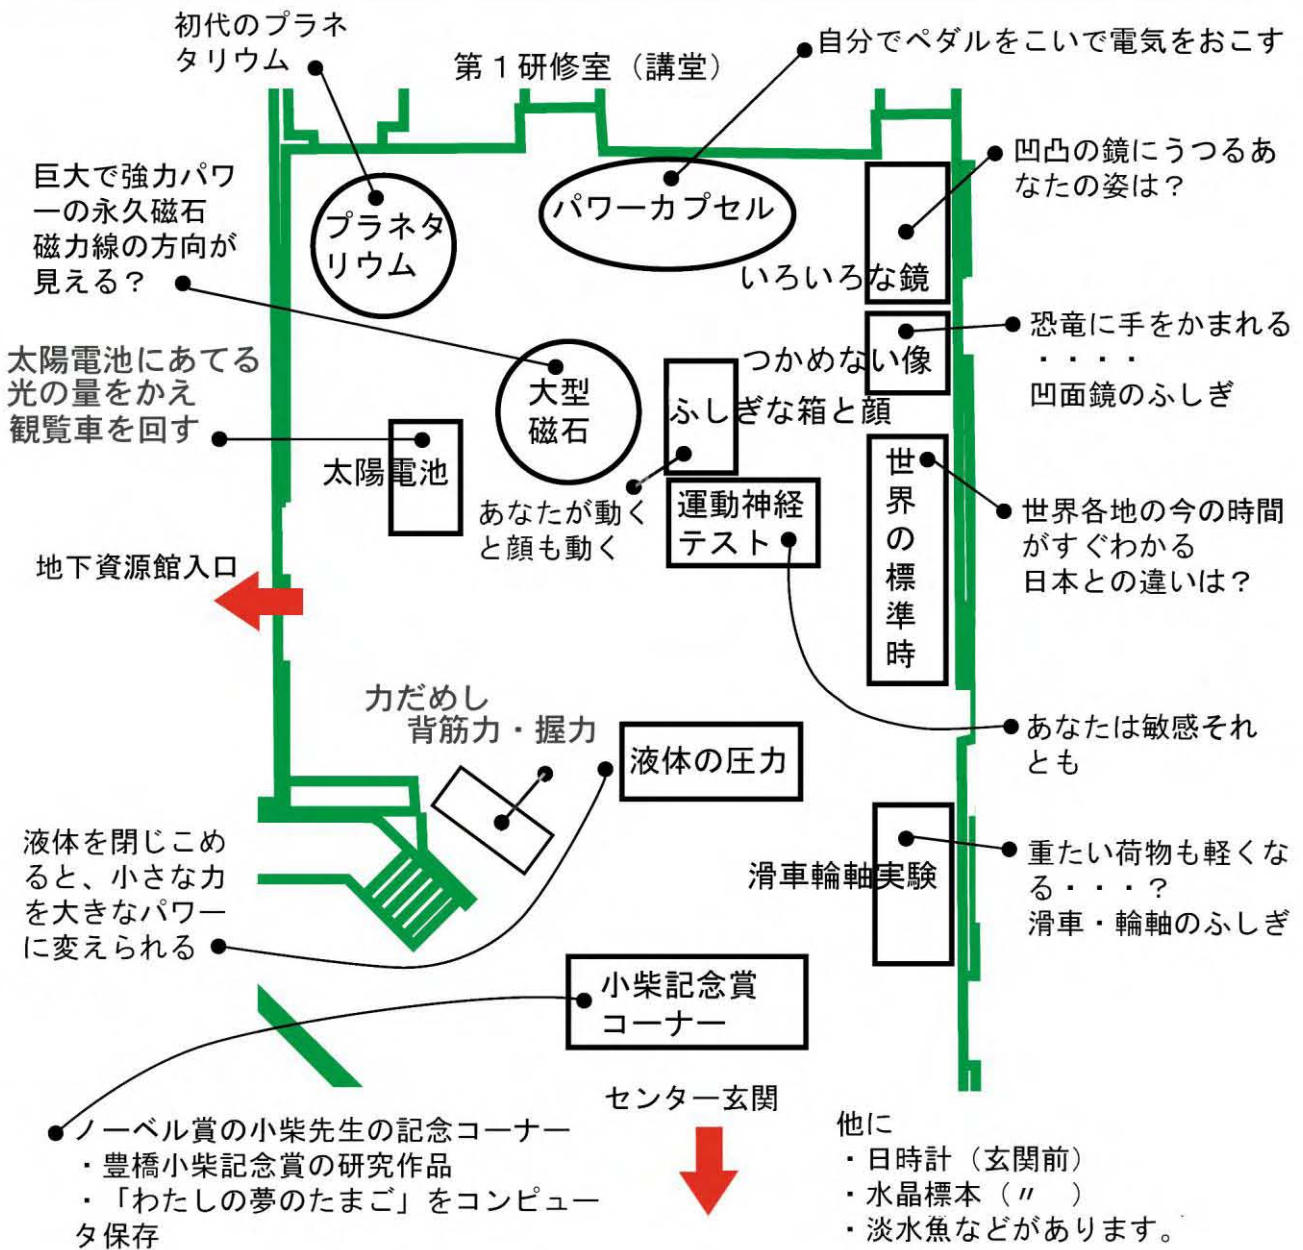 初代のプラネ
タリウム
第１研修室（講堂）
自分でペダルをこいで電気をおこす
凹凸の鏡にうつるあ
なたの姿は？
巨大で強力パワ
ーの永久磁石
磁力線の方向が
見える？
プラネタ
リウム
パワーカプセル
いろいろな鏡
恐竜に手をかまれる
・・・・
凹面鏡のふしぎ
つかめない像
太陽電池にあてる
光の量をかえ
観覧車を回す
大型
磁石
ふしぎな箱と顔
太陽電池
あなたが動く
と顔も動く
運動神経
テスト
世界の標準時
世界各地の今の時間
がすぐわかる
日本との違いは？
地下資源館入口
力だめし
背筋力・握力
液体の圧力
あなたは敏感それ
とも
液体を閉じこめ
ると、小さな力
を大きなパワー
に変えられる
滑車輪軸実験
重たい荷物も軽くな
る・・・？
滑車・輪軸のふしぎ
小柴記念賞
コーナー
センター玄関
ノーベル賞の小柴先生の記念コーナー
・豊橋小柴記念賞の研究作品
・「わたしの夢のたまご」をコンピュー
タ保存
他に
・日時計（玄関前）
・水晶標本（〃　）
・淡水魚などがあります。